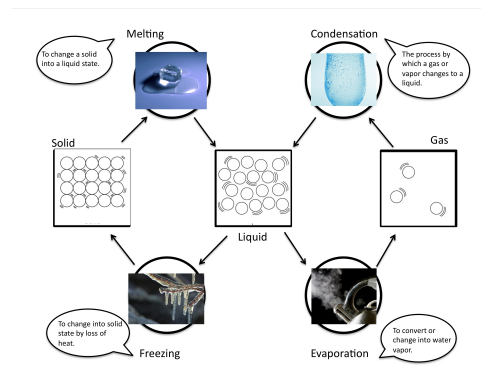 Melting
Condensation
To change a solid
into a liquid state.
The process by
which a gas or
vapor changes to a
liquid.
Solid
Gas
Liquid
To change into solid
state by loss of
heat.
To convert or
change into water
vapor.
Freezing
Evaporation